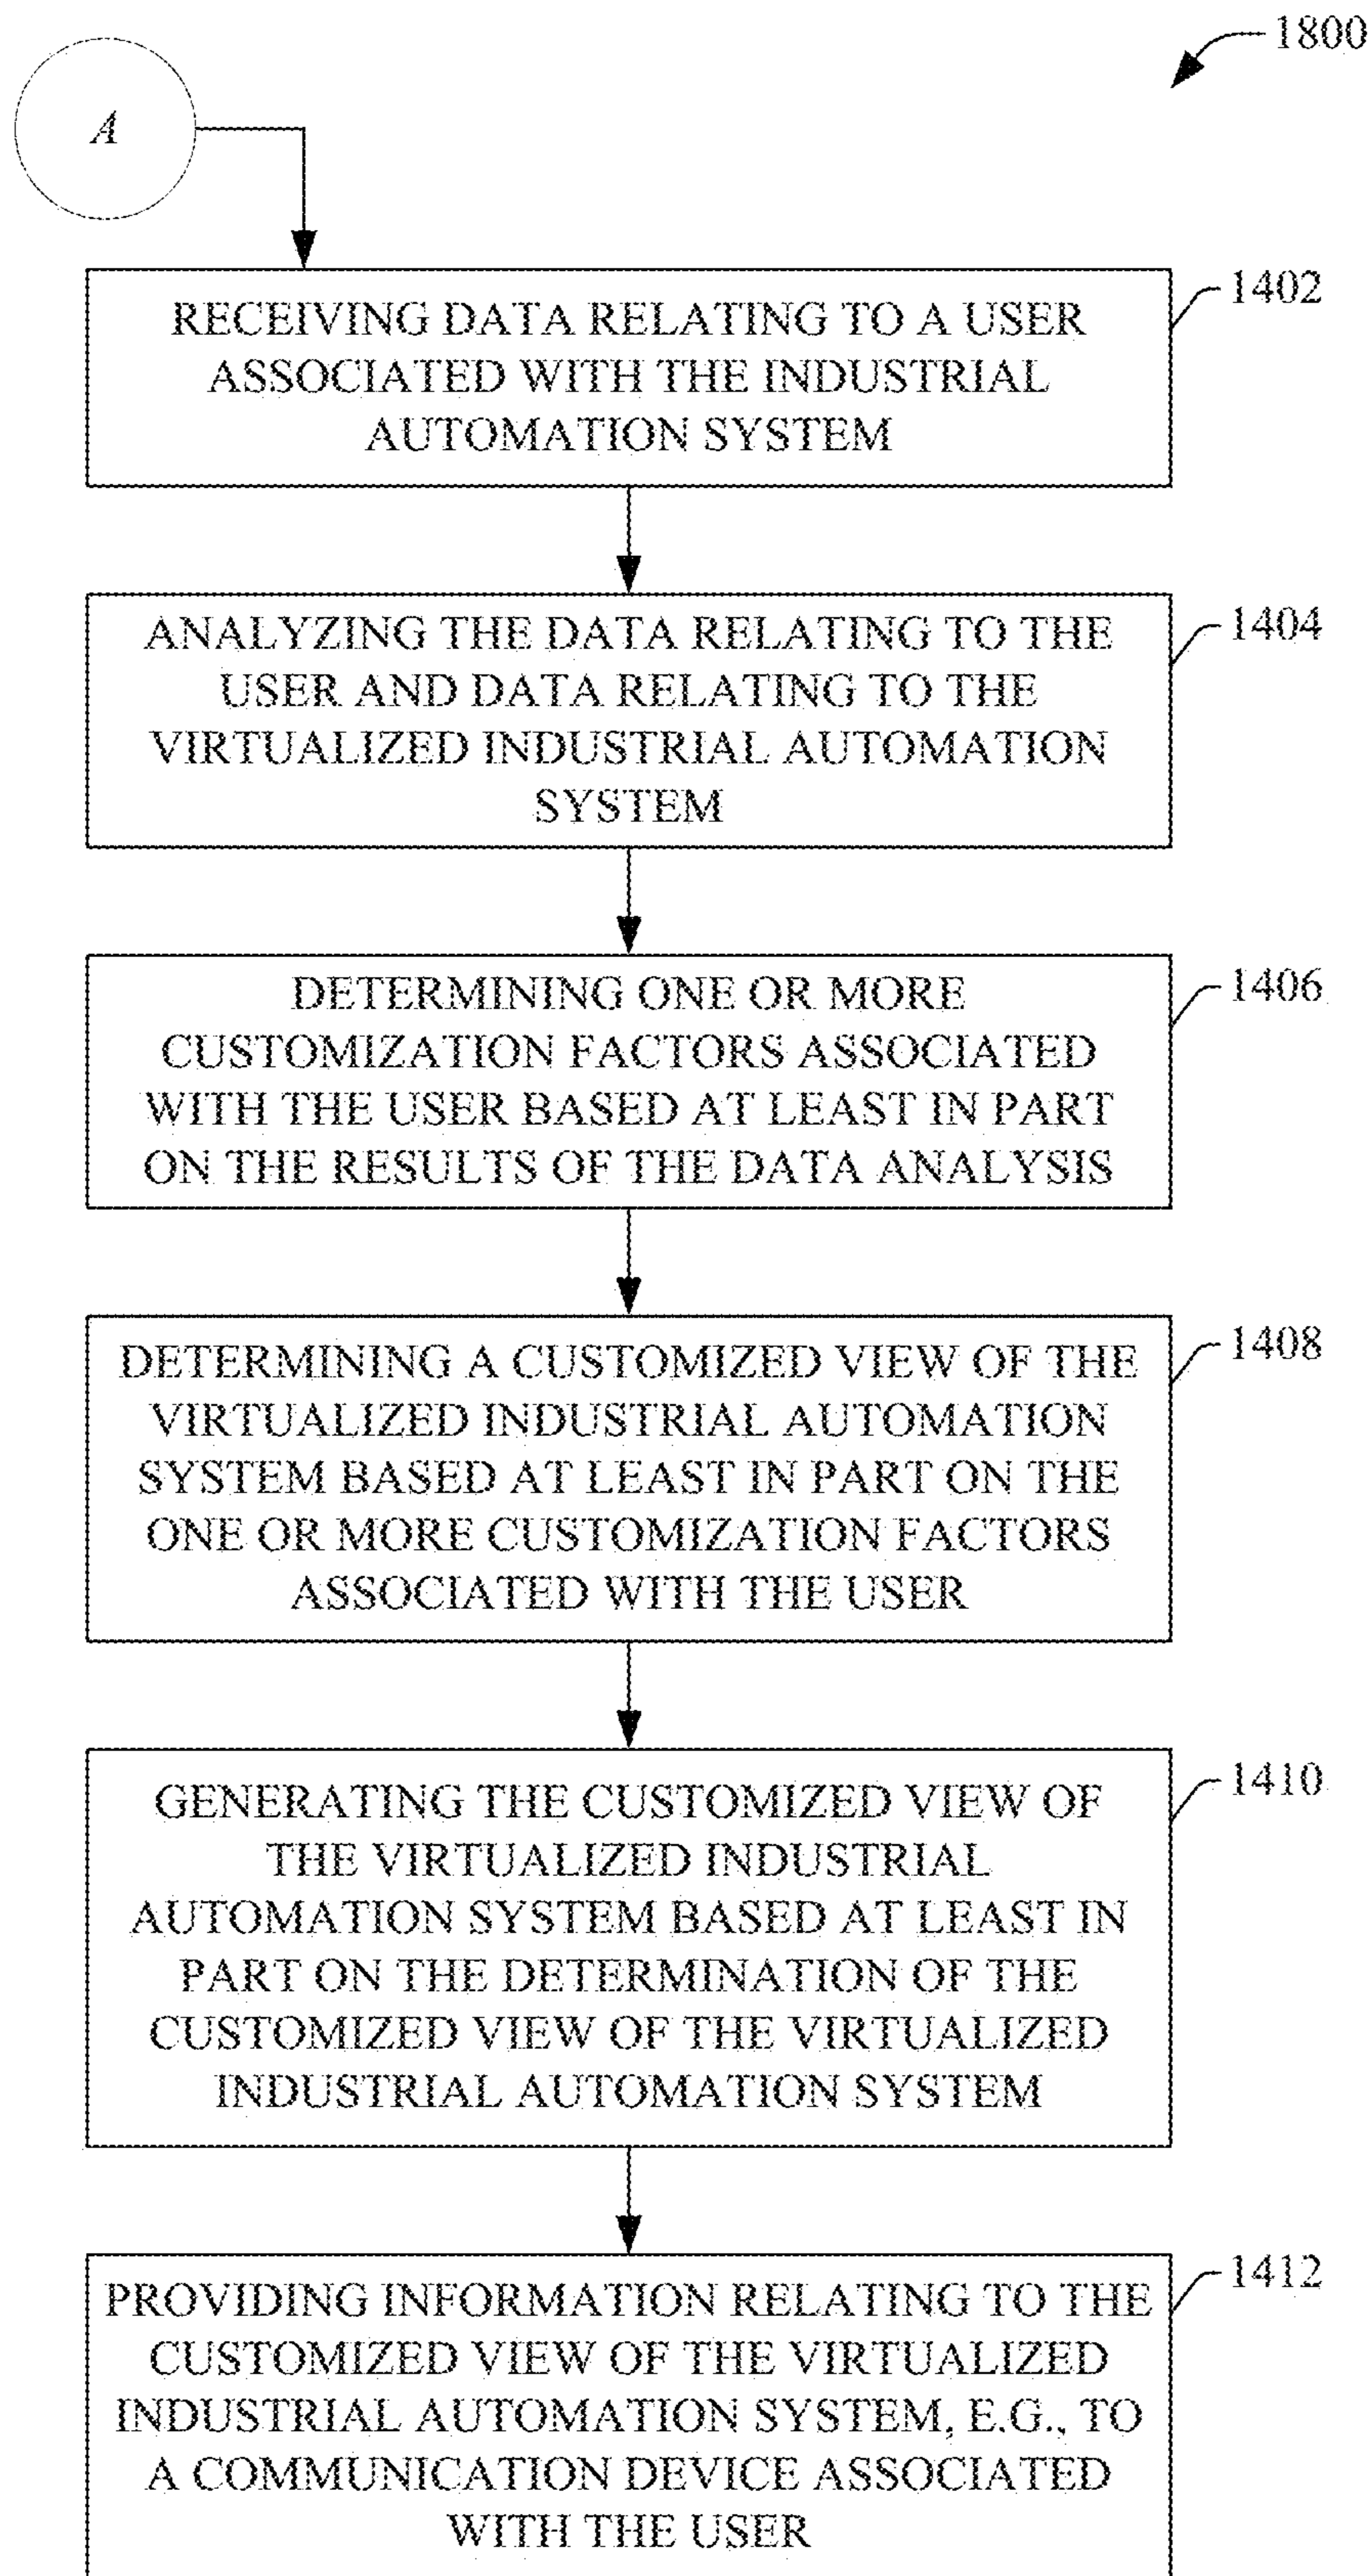 1800
A
RECEIVING DATA RELATING TO A USER
ASSOCIATED WITH THE INDUSTRIAL
AUTOMATION SYSTEM
1402
ANALYZING THE DATA RELATING TO THE
USER AND DATA RELATING TO THE
VIRTUALIZED INDUSTRIAL AUTOMATION
SYSTEM
1404
DETERMINING ONE OR MORE
CUSTOMIZATION FACTORS ASSOCIATED
WITH THE USER BASED AT LEAST IN PART
ON THE RESULTS OF THE DATA ANALYSIS
1406
DETERMINING A CUSTOMIZED VIEW OF THE
VIRTUALIZED INDUSTRIAL AUTOMATION
SYSTEM BASED AT LEAST IN PART ON THE
ONE OR MORE CUSTOMIZATION FACTORS
ASSOCIATED WITH THE USER
1408
GENERATING THE CUSTOMIZED VIEW OF
THE VIRTUALIZED INDUSTRIAL
AUTOMATION SYSTEM BASED AT LEAST IN
PART ON THE DETERMINATION OF THE
CUSTOMIZED VIEW OF THE VIRTUALIZED
INDUSTRIAL AUTOMATION SYSTEM
1410
PROVIDING INFORMATION RELATING TO THE
CUSTOMIZED VIEW OF THE VIRTUALIZED
INDUSTRIAL AUTOMATION SYSTEM, E.G., TO
A COMMUNICATION DEVICE ASSOCIATED
WITH THE USER
1412